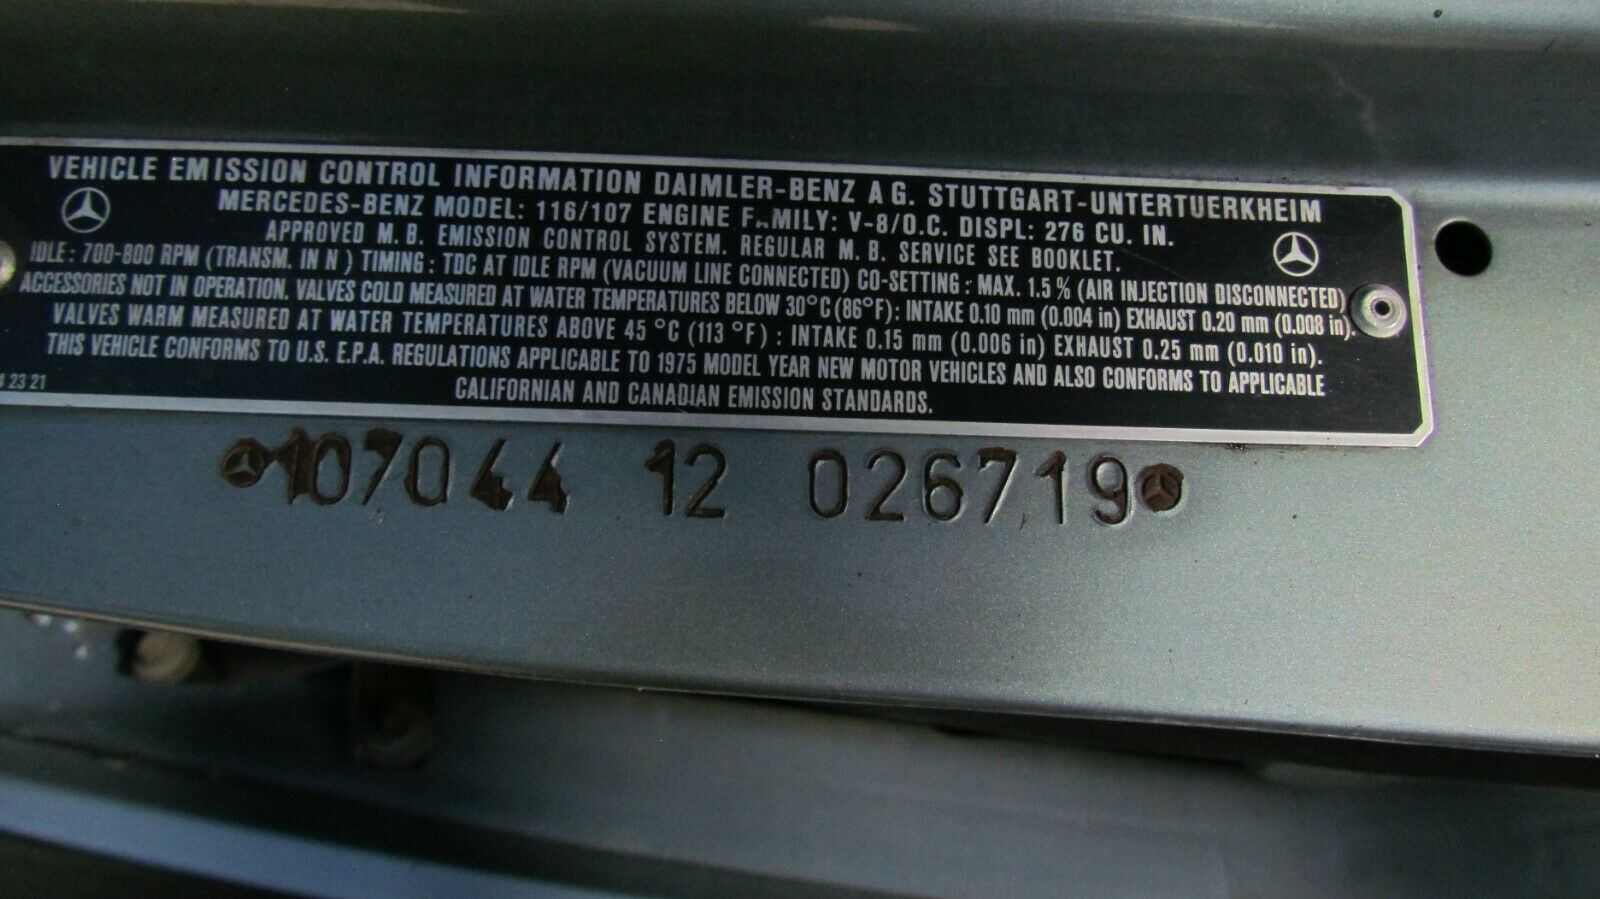 VEHICLE EMISSION CONTROL INFORMATION DAIMLER-BENZ A G. STUTTGART-UNTERTUERKHEIM
MERCEDES-BENZ MODEL: 116/107 ENGINE FAMILY: V-8/O.C. DISPL: 276 CU. IN.
APPROVED M. B. EMISSION CONTROL SYSTEM. REGULAR M. B. SERVICE SEE BOOKLET.
IDLE: 700-800 RPM (TRANSM. IN N) TIMING: TDC AT IDLE RPM (VACUUM LINE CONNECTED) CO-SETTING: MAX. 1.5% (AIR INJECTION DISCONNECTED)
ACCESSORIES NOT IN OPERATION. VALVES COLD MEASURED AT WATER TEMPERATURES BELOW 30°C (86°F): INTAKE 0.10 mm (0.004 in) EXHAUST 0.20 mm (0.008 in).
VALVES WARM MEASURED AT WATER TEMPERATURES ABOVE 45 °C (113 °F) : INTAKE 0.15 mm (0.006 in) EXHAUST 0.25 mm (0.010 in).
THIS VEHICLE CONFORMS TO U.S. E.P.A. REGULATIONS APPLICABLE TO 1975 MODEL YEAR NEW MOTOR VEHICLES AND ALSO CONFORMS TO APPLICABLE
23 21 CALIFORNIAN AND CANADIAN EMISSION STANDARDS.
107044 12 026719